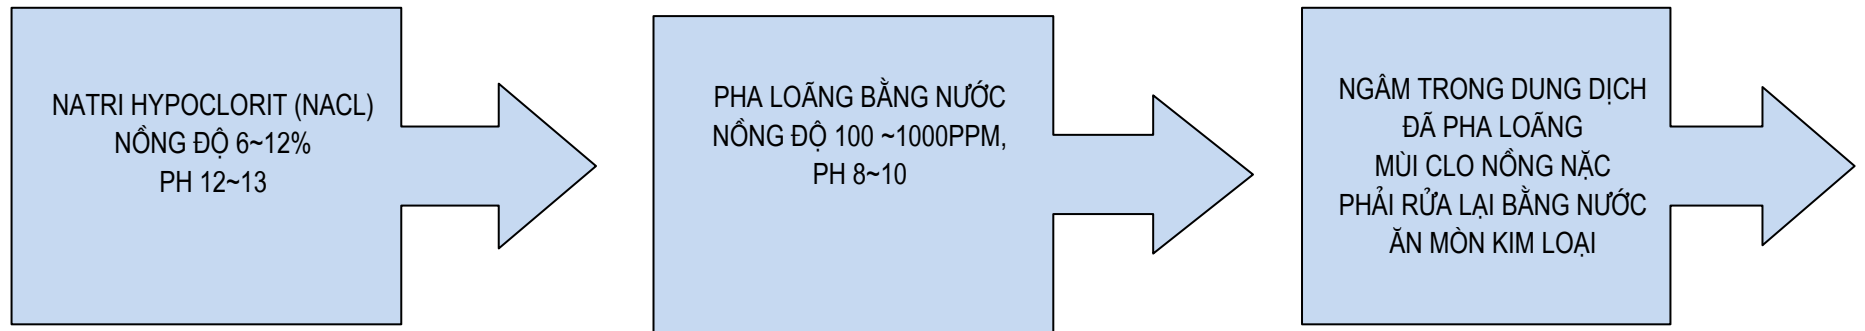 NATRI HYPOCLORIT (NACL)
NỒNG ĐỘ 6~12%
PH 12~13
PHA LOÃNG BẰNG NƯỚC
NỒNG ĐỘ 100 ~1000PPM,
PH 8~10
NGÂM TRONG DUNG DỊCH
ĐÃ PHA LOÃNG
MÙI CLO NỒNG NẶC
PHẢI RỬA LẠI BẰNG NƯỚC
ĂN MÒN KIM LOẠI